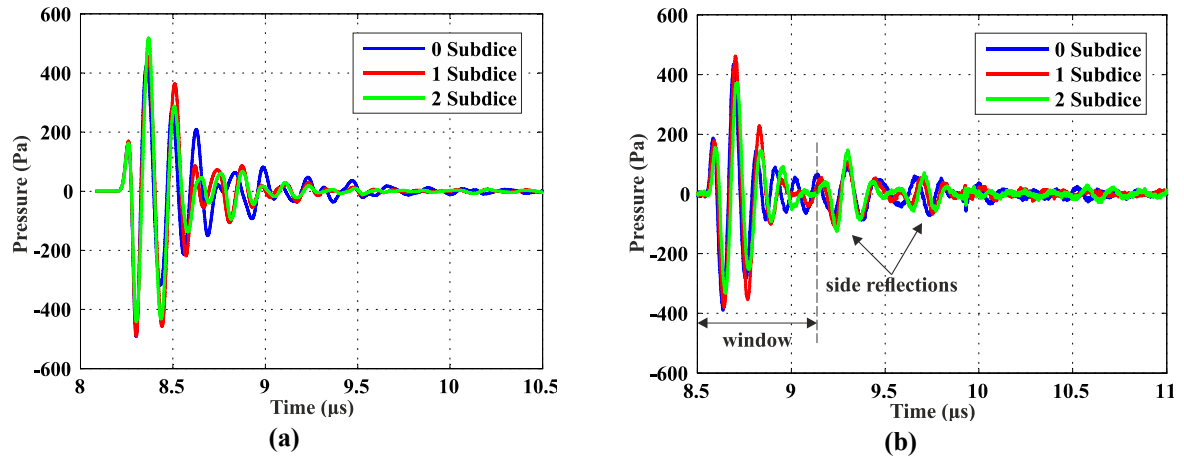 (a)
600
400
200
0
-200
-400
-600
Pressure (Pa)
0 Subdice
1 Subdice
2 Subdice
8
8.5
9
9.5
10
10.5
Time (μs)
(b)
600
400
200
0
-200
-400
-600
Pressure (Pa)
0 Subdice
1 Subdice
2 Subdice
side reflections
window
8.5
9
9.5
10
10.5
11
Time (μs)